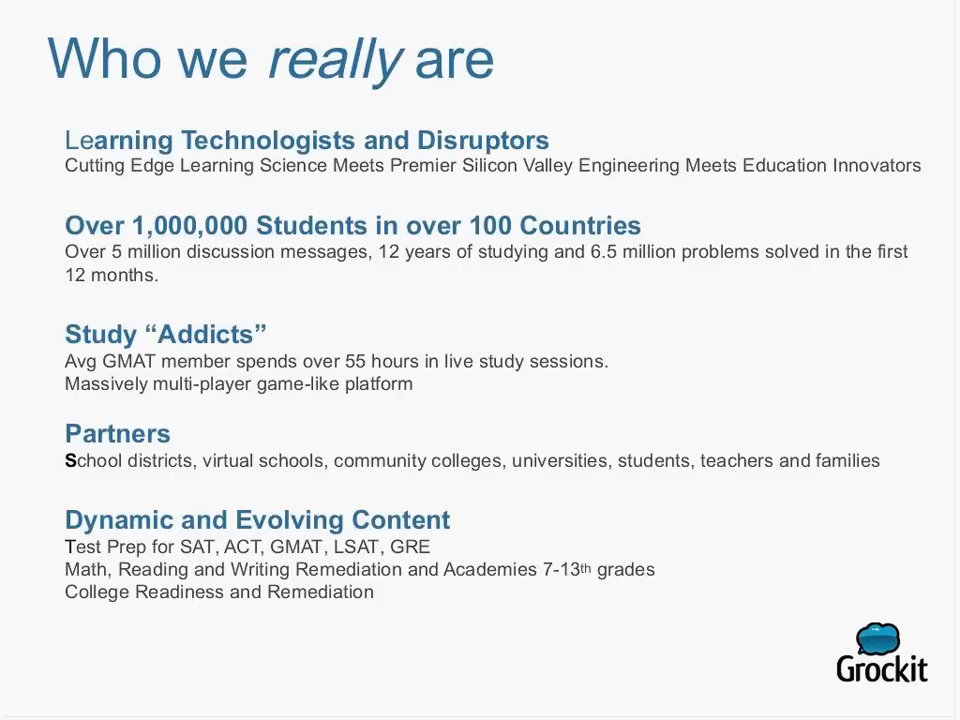 Who we really are
Learning Technologists and Disruptors
Cutting Edge Learning Science Meets Premier Silicon Valley Engineering Meets Education Innovators
Over 1,000,000 Students in over 100 Countries
Over 5 million discussion messages, 12 years of studying and 6.5 million problems solved in the first
12 months.
Study “Addicts”
Avg GMAT member spends over 55 hours in live study sessions.
Massively multi-player game-like platform
Partners
School districts, virtual schools, community colleges, universities, students, teachers and families
Dynamic and Evolving Content
Test Prep for SAT, ACT, GMAT, LSAT, GRE
Math, Reading and Writing Remediation and Academies 7-13th grades
College Readiness and Remediation
Grockit